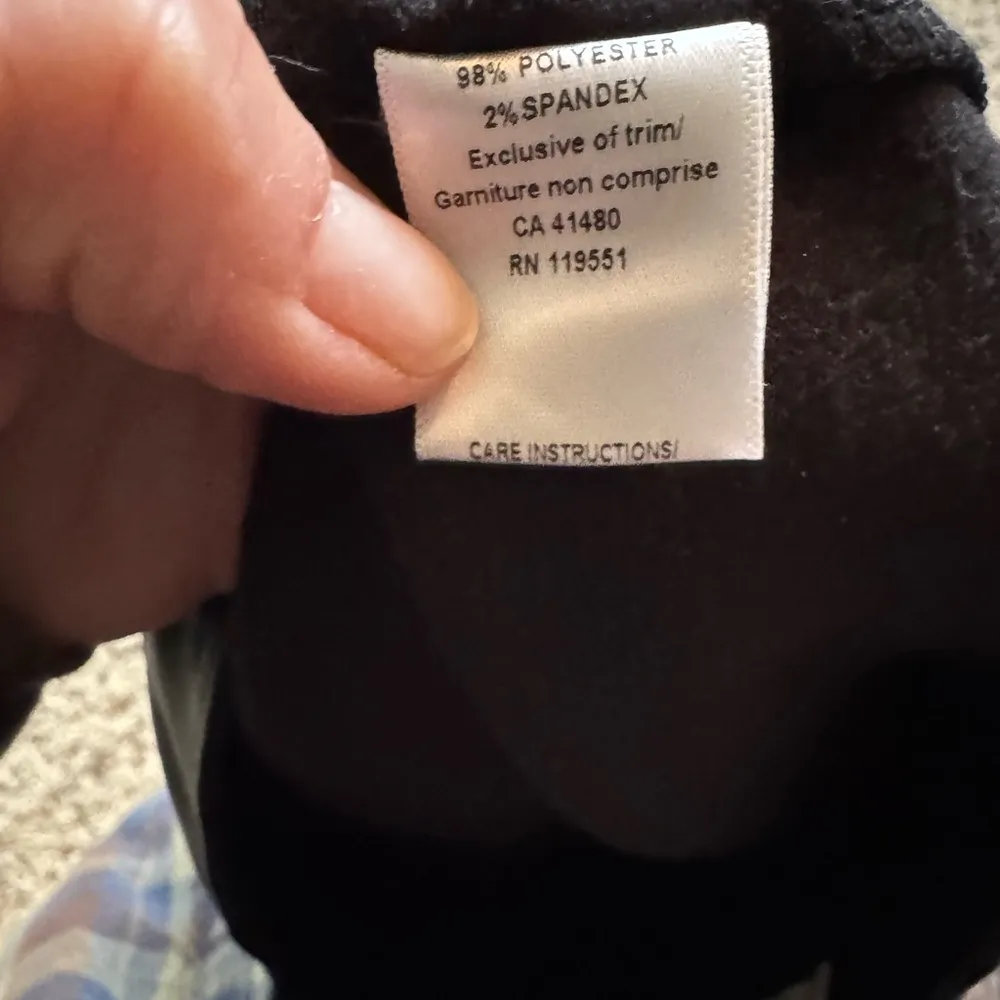 98% POLYESTER
2% SPANDEX
Exclusive of trim/
Garniture non comprise
CA 41480
RN 119551
CARE INSTRUCTIONS/